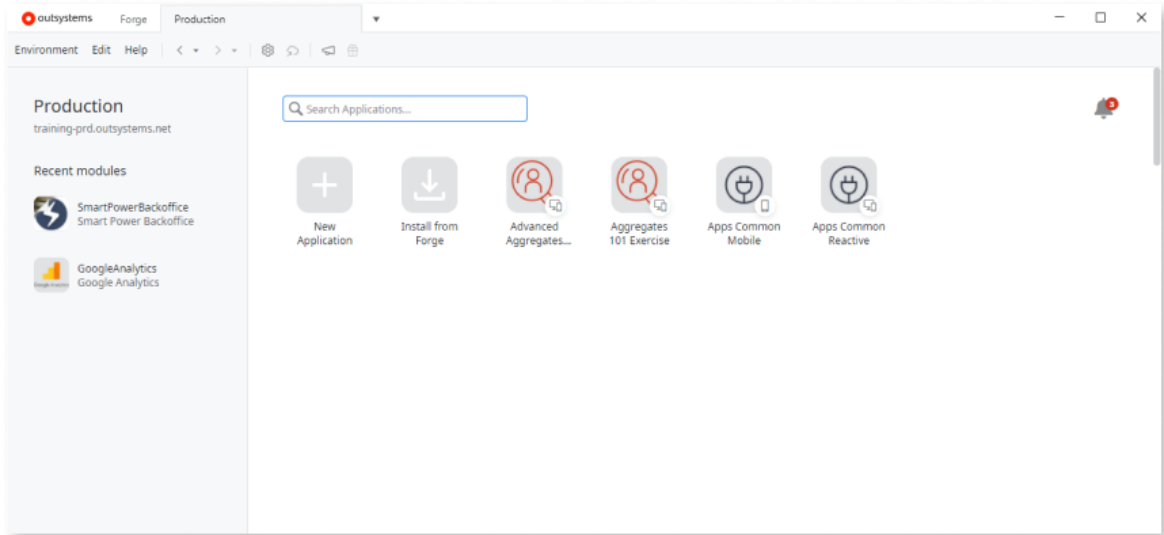 outsystems Forge Production
Environment Edit Help
Production
training-prd.outsystems.net
Recent modules
SmartPowerBackoffice
Smart Power Backoffice
GoogleAnalytics
Google Analytics
Search Applications...
3
New
Application
Install from
Forge
Advanced
Aggregates...
Aggregates
101 Exercise
Apps Common
Mobile
Apps Common
Reactive